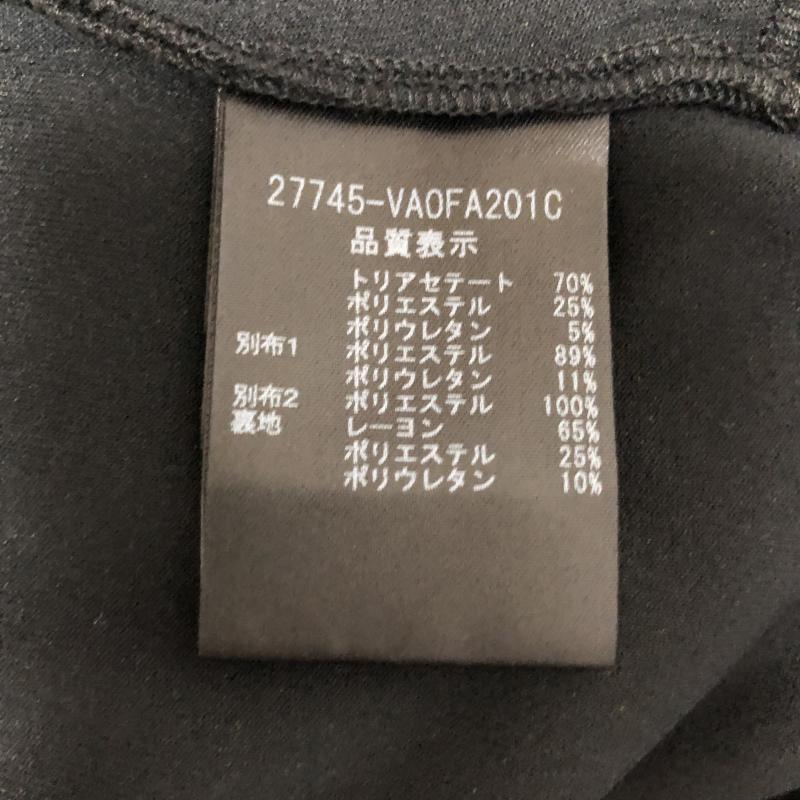 27745-VA0FA201C
品質表示
トリアセテート 70%
ポリエステル 25%
ポリウレタン 5%
別布1 ポリエステル 89%
ポリウレタン 11%
別布2 ポリエステル 100%
裏地 レーヨン 65%
ポリエステル 25%
ポリウレタン 10%